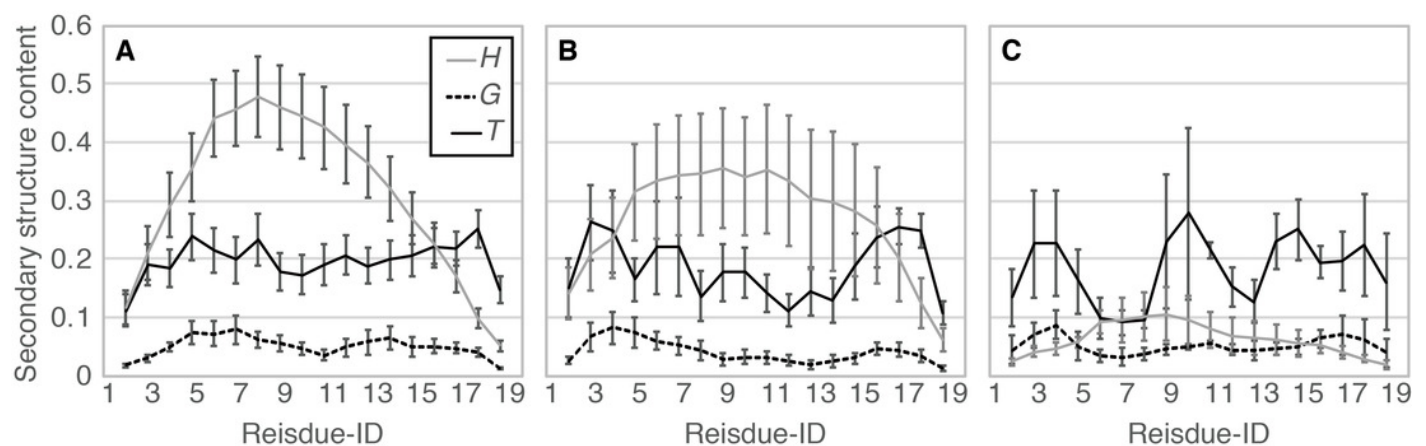 Secondary structure content
0.6
0.5
0.4
0.3
0.2
0.1
0
A
H
G
T
1 3 5 7 9 11 13 15 17 19
Reisdue-ID
B
1 3 5 7 9 11 13 15 17 19
Reisdue-ID
C
1 3 5 7 9 11 13 15 17 19
Reisdue-ID